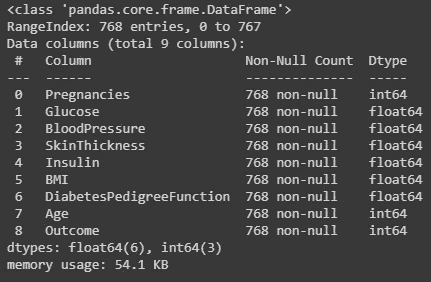 <class 'pandas.core.frame.DataFrame'>
RangeIndex: 768 entries, 0 to 767
Data columns (total 9 columns):
 #   Column                    Non-Null Count  Dtype
---  ------                    --------------  -----
 0   Pregnancies               768 non-null    int64
 1   Glucose                   768 non-null    float64
 2   BloodPressure             768 non-null    float64
 3   SkinThickness             768 non-null    float64
 4   Insulin                   768 non-null    float64
 5   BMI                       768 non-null    float64
 6   DiabetesPedigreeFunction  768 non-null    float64
 7   Age                       768 non-null    int64
 8   Outcome                   768 non-null    int64
dtypes: float64(6), int64(3)
memory usage: 54.1 KB